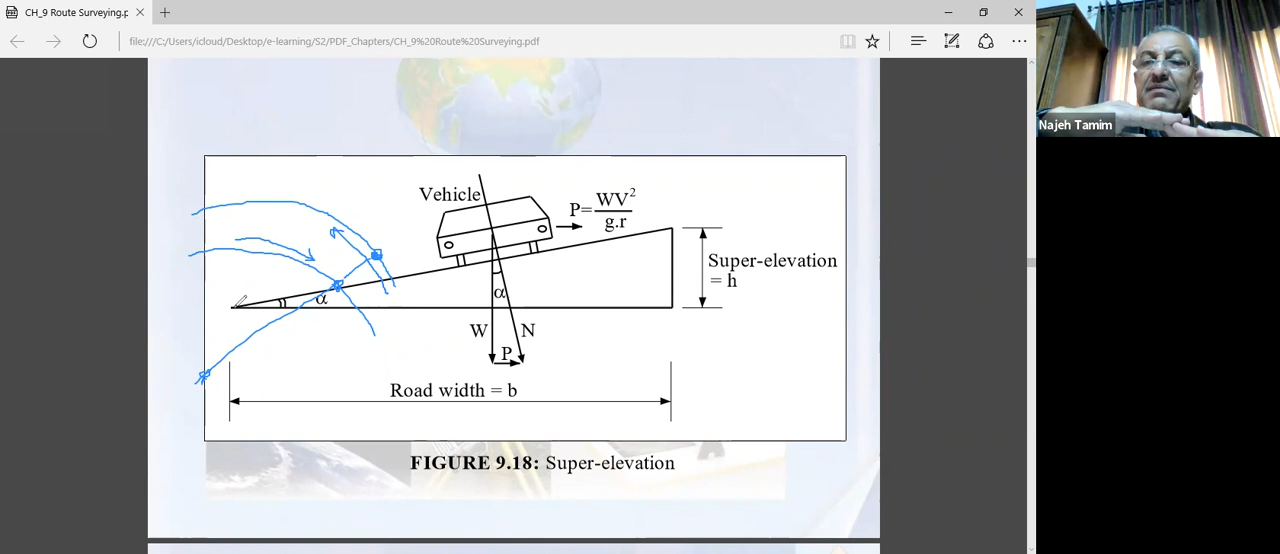 CH_9 Route Surveying.p
file:///C:/Users/icloud/Desktop/e-learning/S2/PDF_Chapters/CH_9%20Route%20Surveying.pdf
Najeh Tamim
Vehicle
P=WV²/g.r
Super-elevation
= h
α
α
W
N
P
Road width = b
FIGURE 9.18: Super-elevation